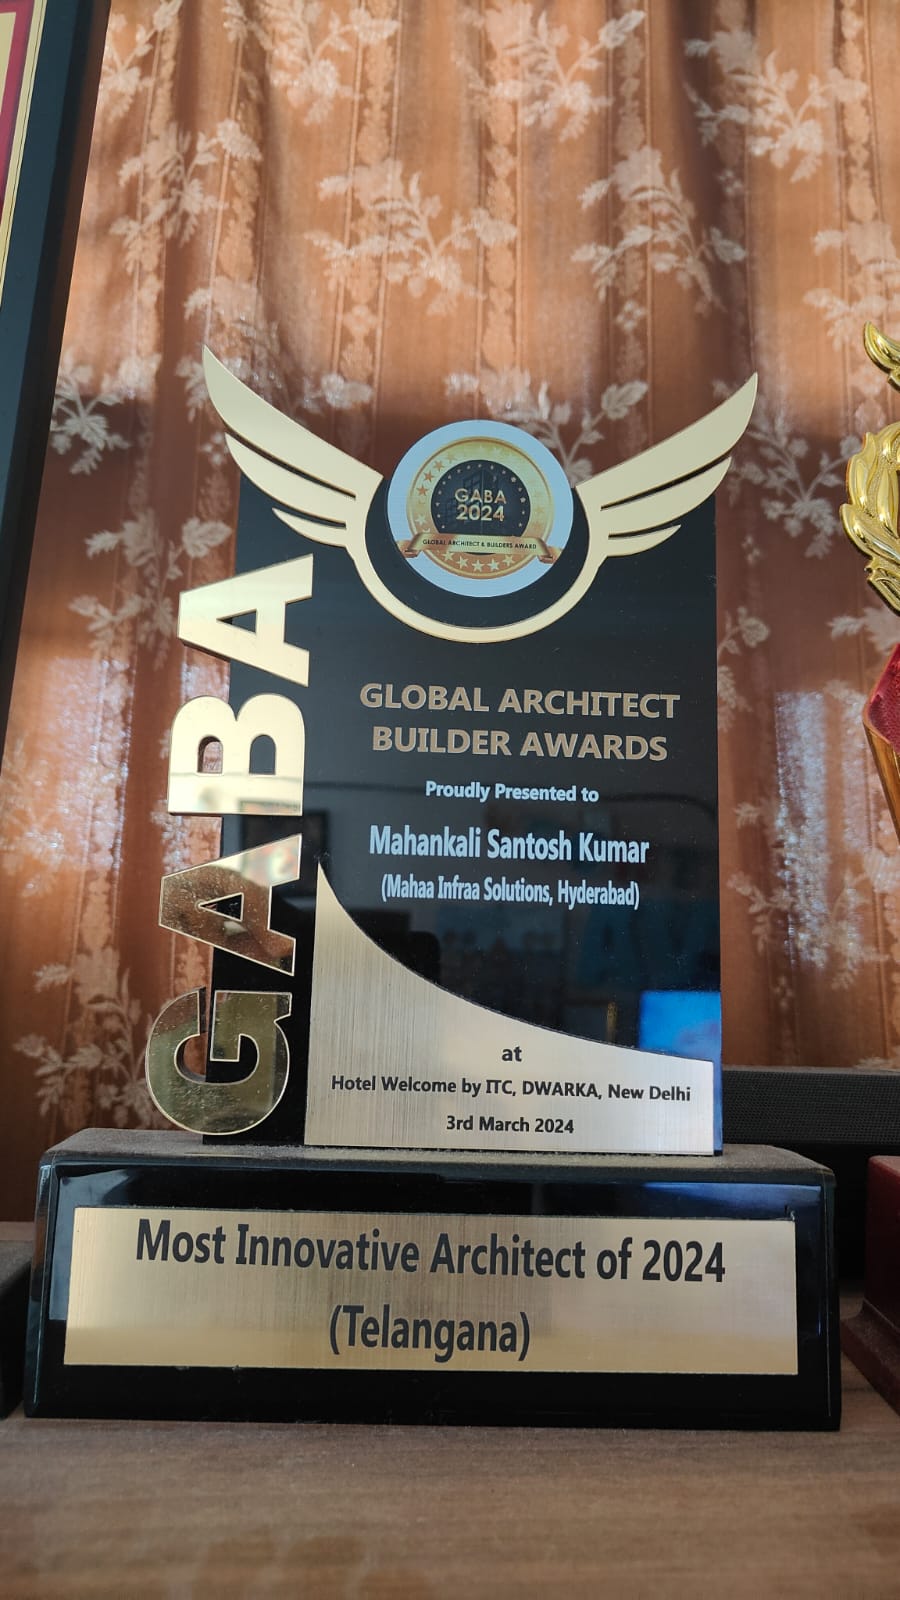 GABA
2024
GLOBAL ARCHITECT & BUILDERS AWARD
GABA
GLOBAL ARCHITECT
BUILDER AWARDS
Proudly Presented to
Mahankali Santosh Kumar
(Mahaa Infraa Solutions, Hyderabad)
at
Hotel Welcome by ITC, DWARKA, New Delhi
3rd March 2024
Most Innovative Architect of 2024
(Telangana)